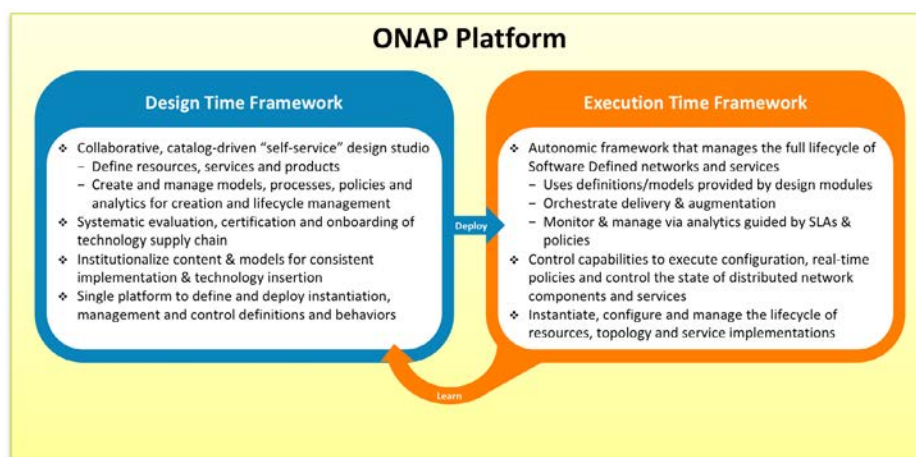 ONAP Platform
Design Time Framework
❖ Collaborative, catalog-driven “self-service” design studio
− Define resources, services and products
− Create and manage models, processes, policies and
analytics for creation and lifecycle management
❖ Systematic evaluation, certification and onboarding of
technology supply chain
❖ Institutionalize content & models for consistent
implementation & technology insertion
❖ Single platform to define and deploy instantiation,
management and control definitions and behaviors
Deploy
Execution Time Framework
❖ Autonomic framework that manages the full lifecycle of
Software Defined networks and services
− Uses definitions/models provided by design modules
− Orchestrate delivery & augmentation
− Monitor & manage via analytics guided by SLAs &
policies
❖ Control capabilities to execute configuration, real-time
policies and control the state of distributed network
components and services
❖ Instantiate, configure and manage the lifecycle of
resources, topology and service implementations
Learn